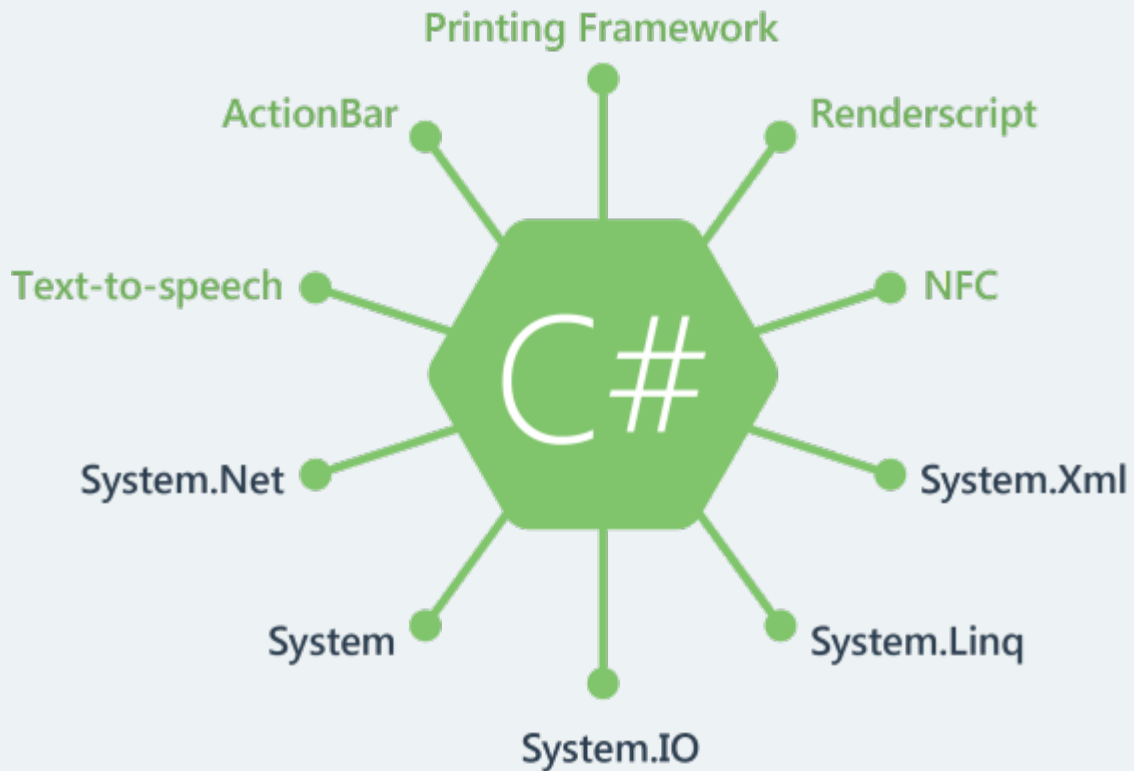 Printing Framework
ActionBar
Renderscript
Text-to-speech
NFC
C#
System.Net
System.Xml
System
System.Linq
System.IO